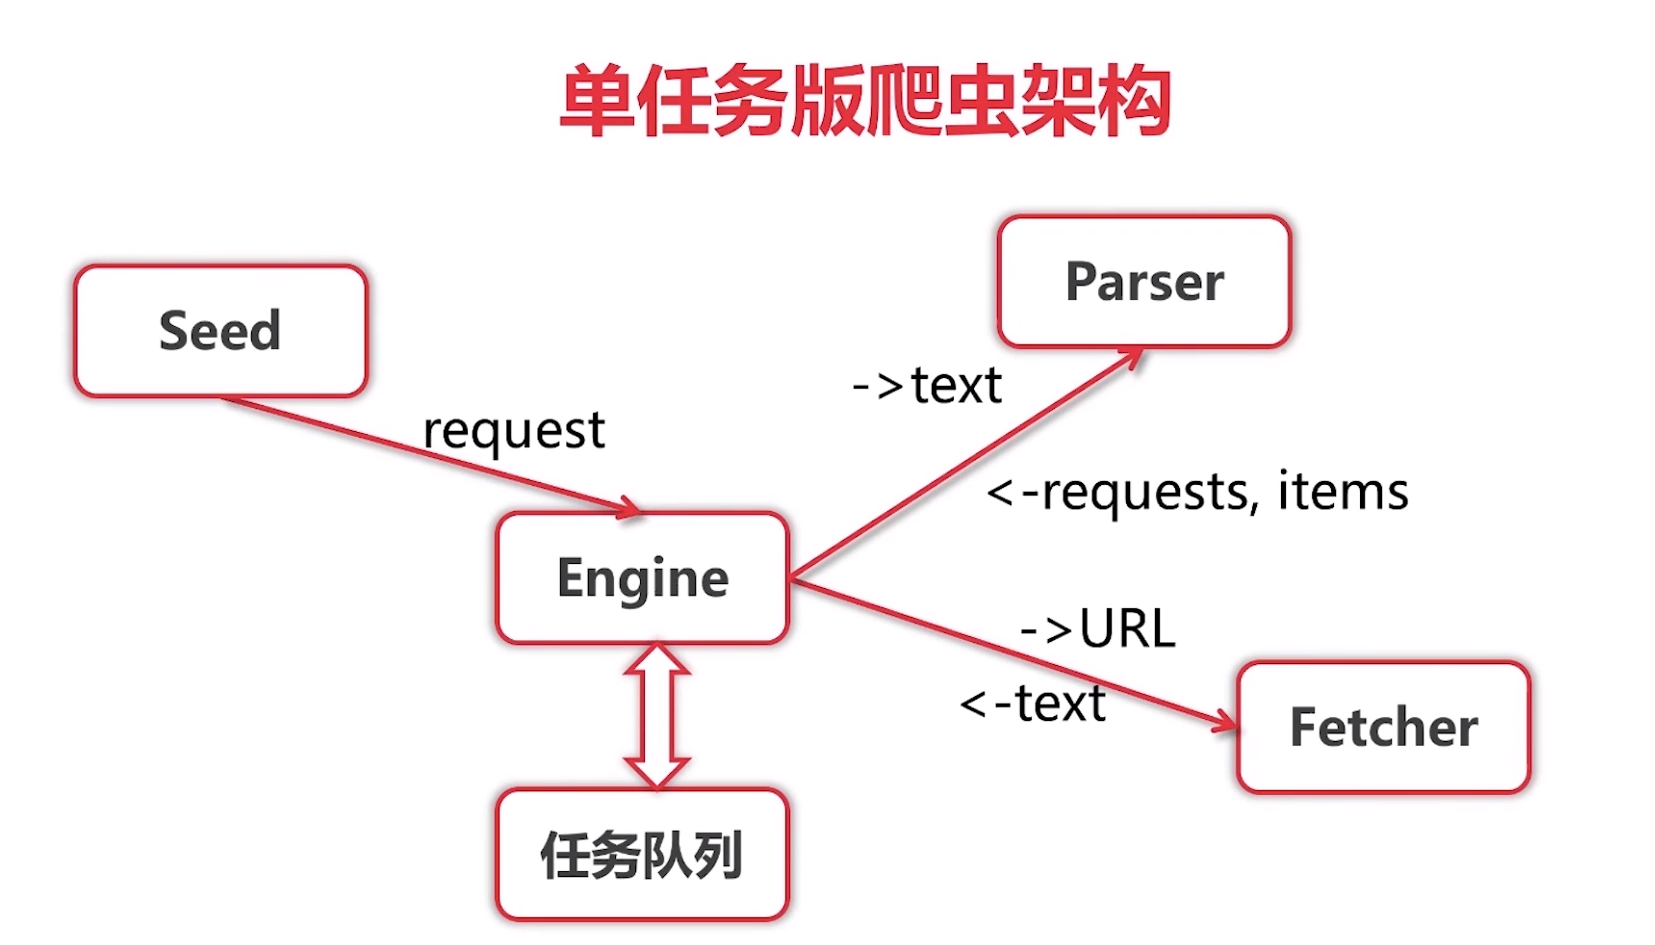 单任务版爬虫架构
Seed
request
Parser
->text
<-requests, items
Engine
->URL
<-text
Fetcher
任务队列